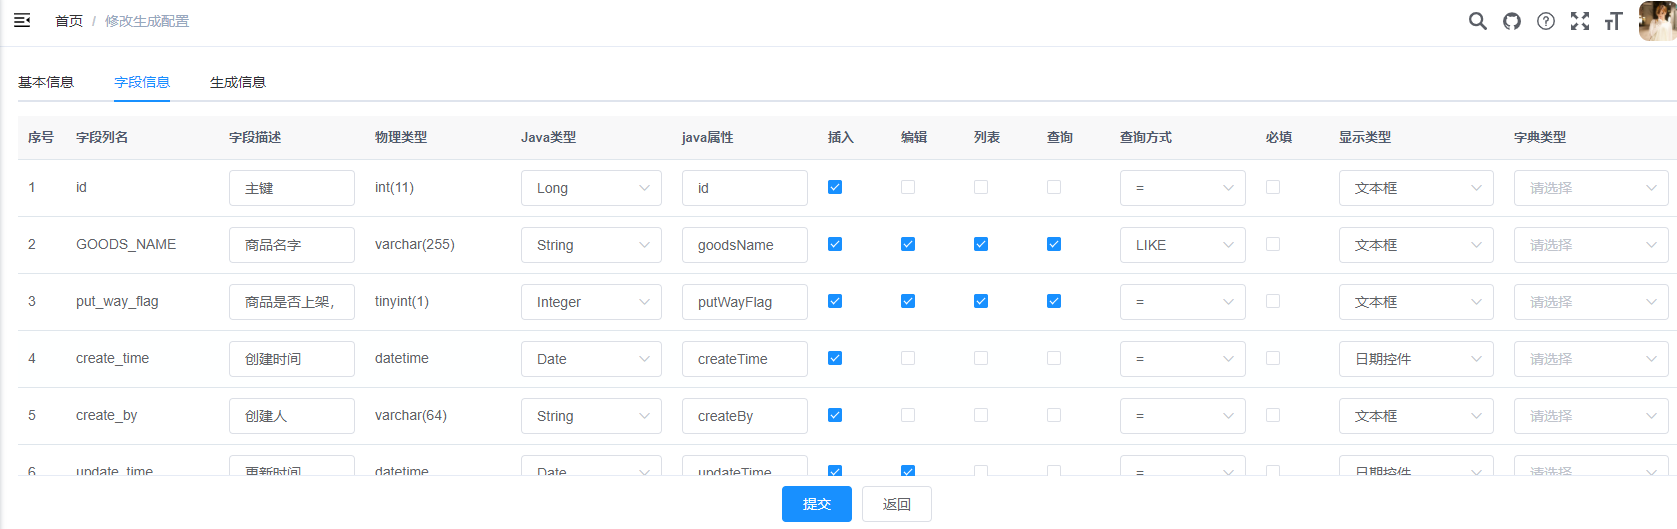 首页 / 修改生成配置
基本信息 字段信息 生成信息
序号 字段列名 字段描述 物理类型 Java类型 java属性 插入 编辑 列表 查询 查询方式 必填 显示类型 字典类型
1 id 主键 int(11) Long id = 文本框 请选择
2 GOODS_NAME 商品名字 varchar(255) String goodsName LIKE 文本框 请选择
3 put_way_flag 商品是否上架, tinyint(1) Integer putWayFlag = 文本框 请选择
4 create_time 创建时间 datetime Date createTime = 日期控件 请选择
5 create_by 创建人 varchar(64) String createBy = 文本框 请选择
6 update_time 更新时间 datetime Date updateTime = 日期控件 请选择
提交 返回